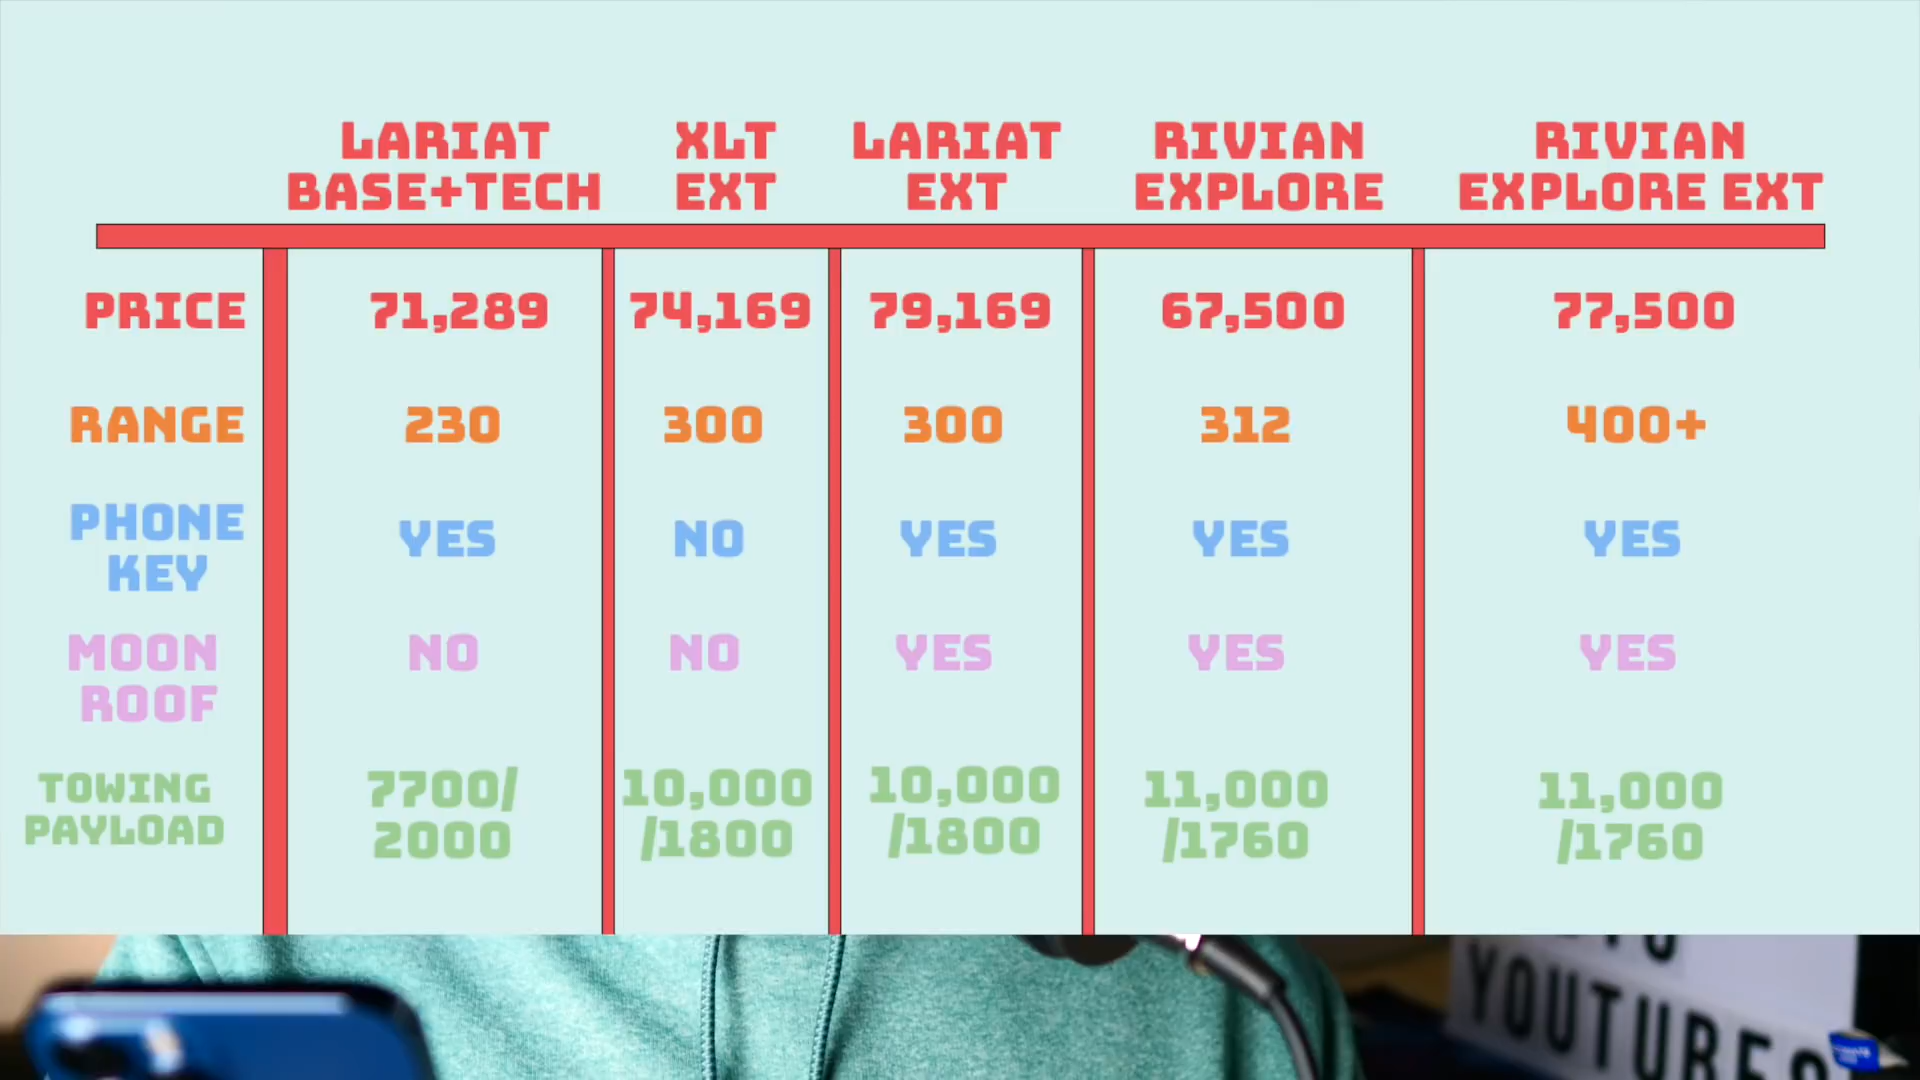 LARIAT BASE+TECH XLT EXT LARIAT EXT RIVIAN EXPLORE RIVIAN EXPLORE EXT
PRICE 71,289 74,169 79,169 67,500 77,500
RANGE 230 300 300 312 400+
PHONE KEY YES NO YES YES YES
MOON ROOF NO NO YES YES YES
TOWING PAYLOAD 7700/2000 10,000/1800 10,000/1800 11,000/1760 11,000/1760
YOUTUBE